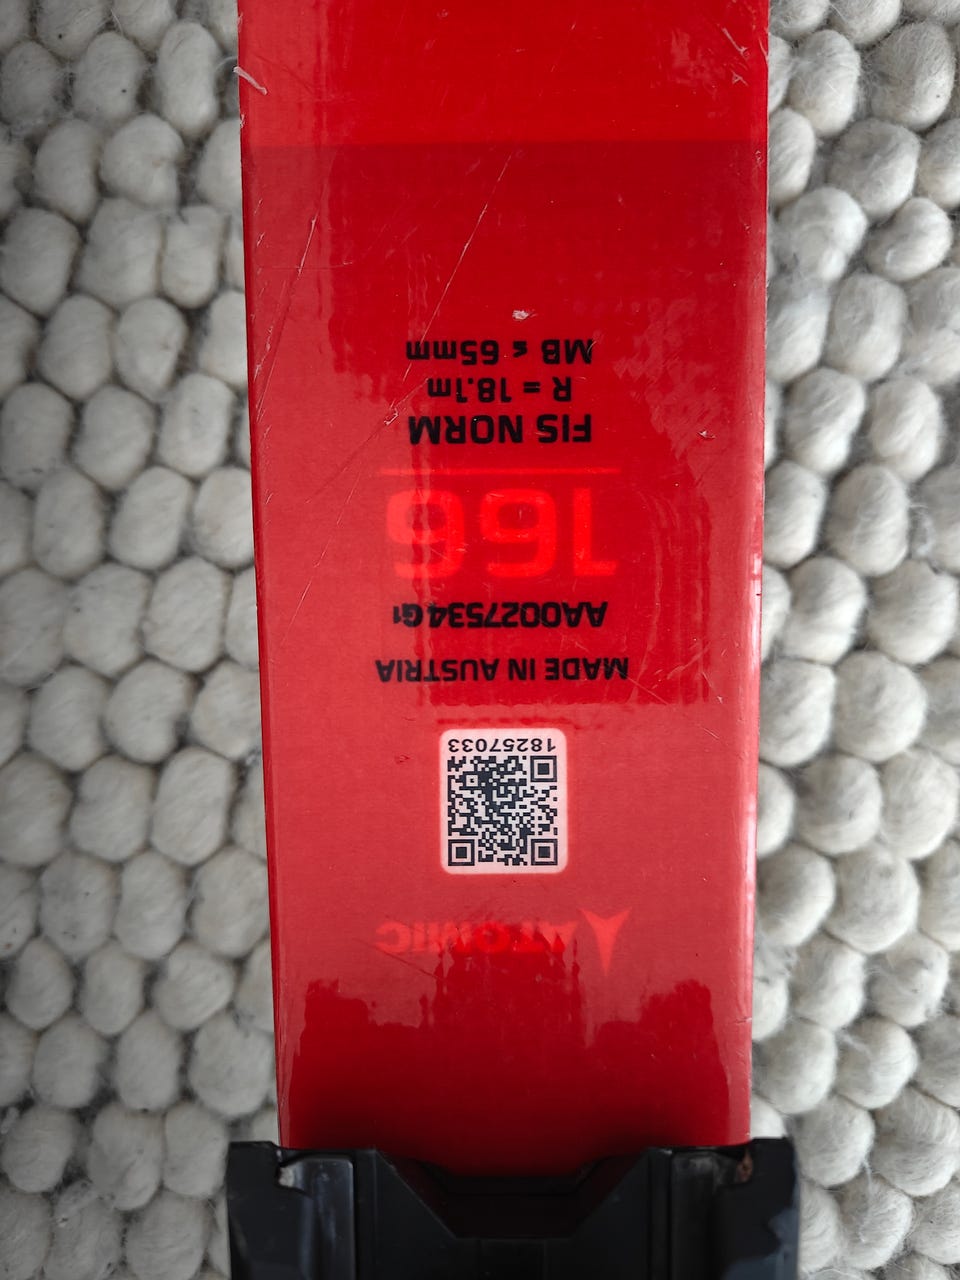 ATOMIC
18257033
MADE IN AUSTRIA
AA0027534 G1
166
FIS NORM
R = 18.1m
MB ≤ 65mm